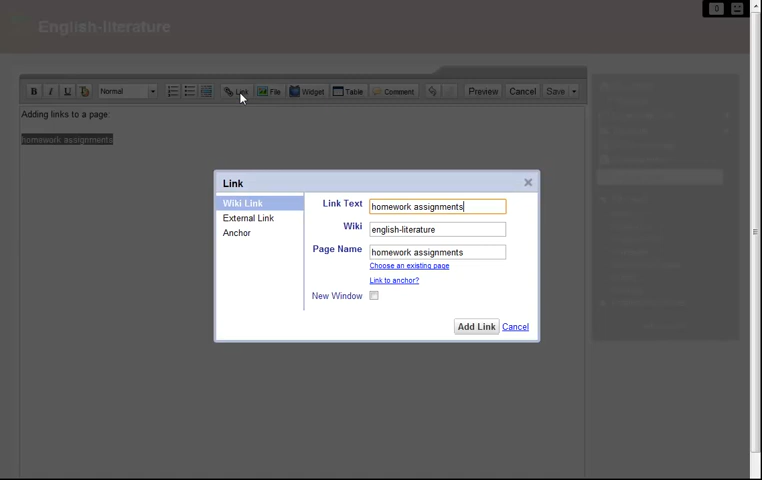 0
English-literature
B I U Normal Link File Widget Table Comment Preview Cancel Save
Adding links to a page:
homework assignments
Link
Wiki Link
External Link
Anchor
Link Text homework assignments
Wiki english-literature
Page Name homework assignments
Choose an existing page
Link to anchor?
New Window
Add Link Cancel